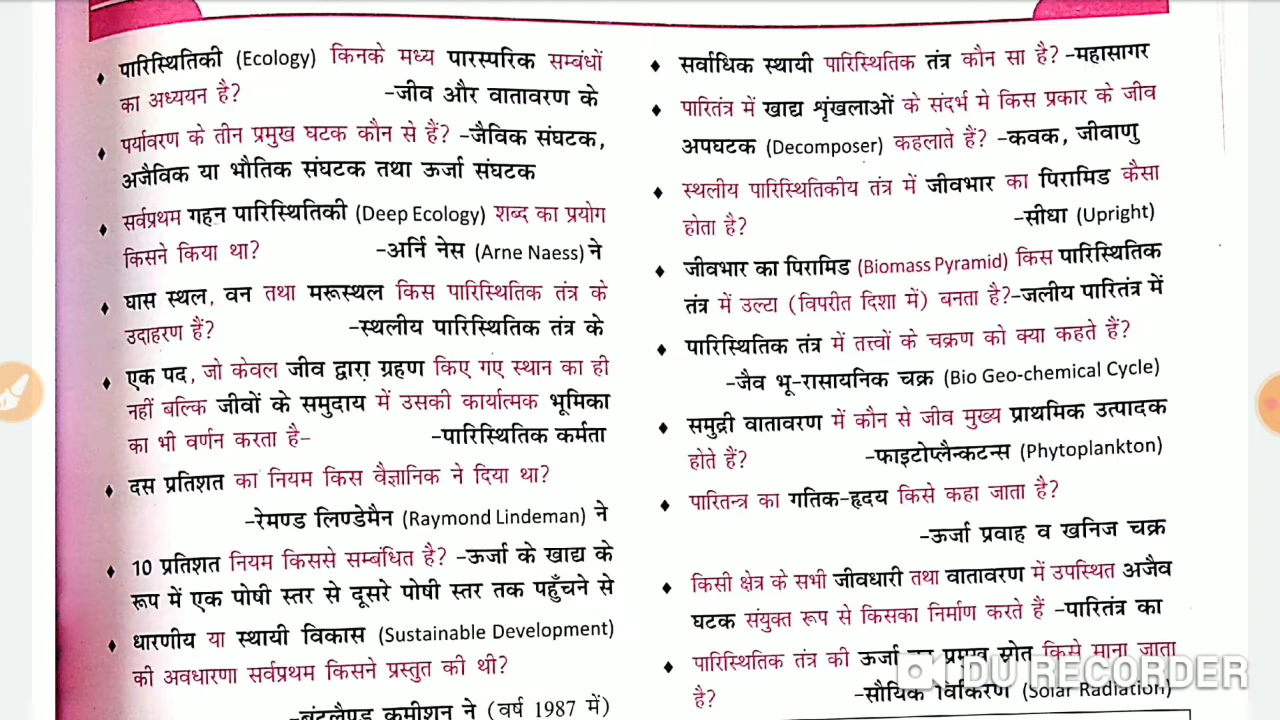 पारिस्थितिकी (Ecology) किनके मध्य पारस्परिक सम्बंधों
का अध्ययन है? -जीव और वातावरण के
पर्यावरण के तीन प्रमुख घटक कौन से हैं? -जैविक संघटक,
अजैविक या भौतिक संघटक तथा ऊर्जा संघटक
सर्वप्रथम गहन पारिस्थितिकी (Deep Ecology) शब्द का प्रयोग
किसने किया था? -अर्नि नेस (Arne Naess) ने
घास स्थल, वन तथा मरूस्थल किस पारिस्थितिक तंत्र के
उदाहरण हैं? -स्थलीय पारिस्थितिक तंत्र के
एक पद, जो केवल जीव द्वारा ग्रहण किए गए स्थान का ही
नहीं बल्कि जीवों के समुदाय में उसकी कार्यात्मक भूमिका
का भी वर्णन करता है- -पारिस्थितिक कर्मता
दस प्रतिशत का नियम किस वैज्ञानिक ने दिया था?
-रेमण्ड लिण्डेमैन (Raymond Lindeman) ने
10 प्रतिशत नियम किससे सम्बंधित है? -ऊर्जा के खाद्य के
रूप में एक पोषी स्तर से दूसरे पोषी स्तर तक पहुँचने से
धारणीय या स्थायी विकास (Sustainable Development)
की अवधारणा सर्वप्रथम किसने प्रस्तुत की थी?
-ब्रंटलैण्ड कमीशन ने (वर्ष 1987 में)
सर्वाधिक स्थायी पारिस्थितिक तंत्र कौन सा है? -महासागर
पारितंत्र में खाद्य शृंखलाओं के संदर्भ मे किस प्रकार के जीव
अपघटक (Decomposer) कहलाते हैं? -कवक, जीवाणु
स्थलीय पारिस्थितिकीय तंत्र में जीवभार का पिरामिड कैसा
होता है? -सीधा (Upright)
जीवभार का पिरामिड (Biomass Pyramid) किस पारिस्थितिक
तंत्र में उल्टा (विपरीत दिशा में) बनता है?-जलीय पारितंत्र में
पारिस्थितिक तंत्र में तत्त्वों के चक्रण को क्या कहते हैं?
-जैव भू-रासायनिक चक्र (Bio Geo-chemical Cycle)
समुद्री वातावरण में कौन से जीव मुख्य प्राथमिक उत्पादक
होते हैं? -फाइटोप्लैन्कटन्स (Phytoplankton)
पारितन्त्र का गतिक-हृदय किसे कहा जाता है?
-ऊर्जा प्रवाह व खनिज चक्र
किसी क्षेत्र के सभी जीवधारी तथा वातावरण में उपस्थित अजैव
घटक संयुक्त रूप से किसका निर्माण करते हैं -पारितंत्र का
पारिस्थितिक तंत्र की ऊर्जा का प्रमुख स्रोत किसे माना जाता
है? -सौर्यिक विकिरण (Solar Radiation)
DU RECORDER